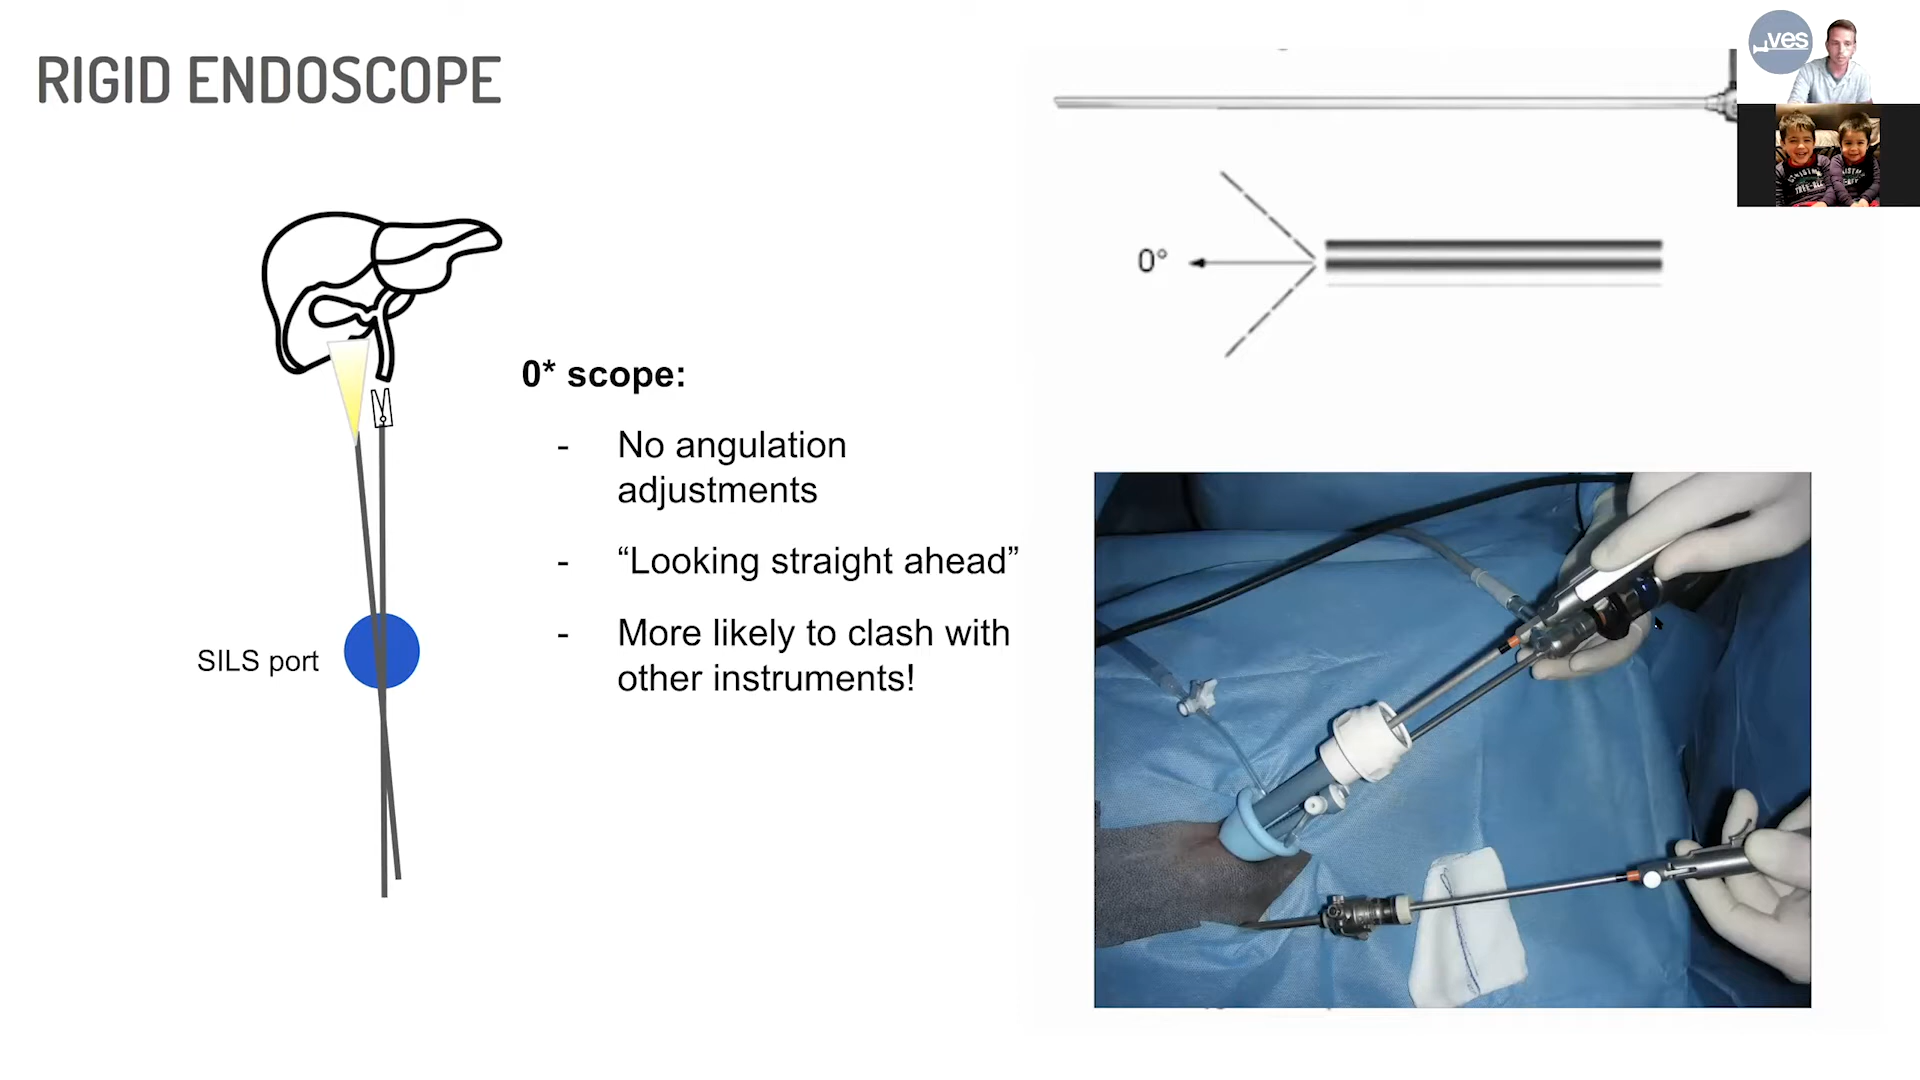 RIGID ENDOSCOPE
ves
0°
0* scope:
- No angulation
adjustments
- “Looking straight ahead”
- More likely to clash with
other instruments!
SILS port